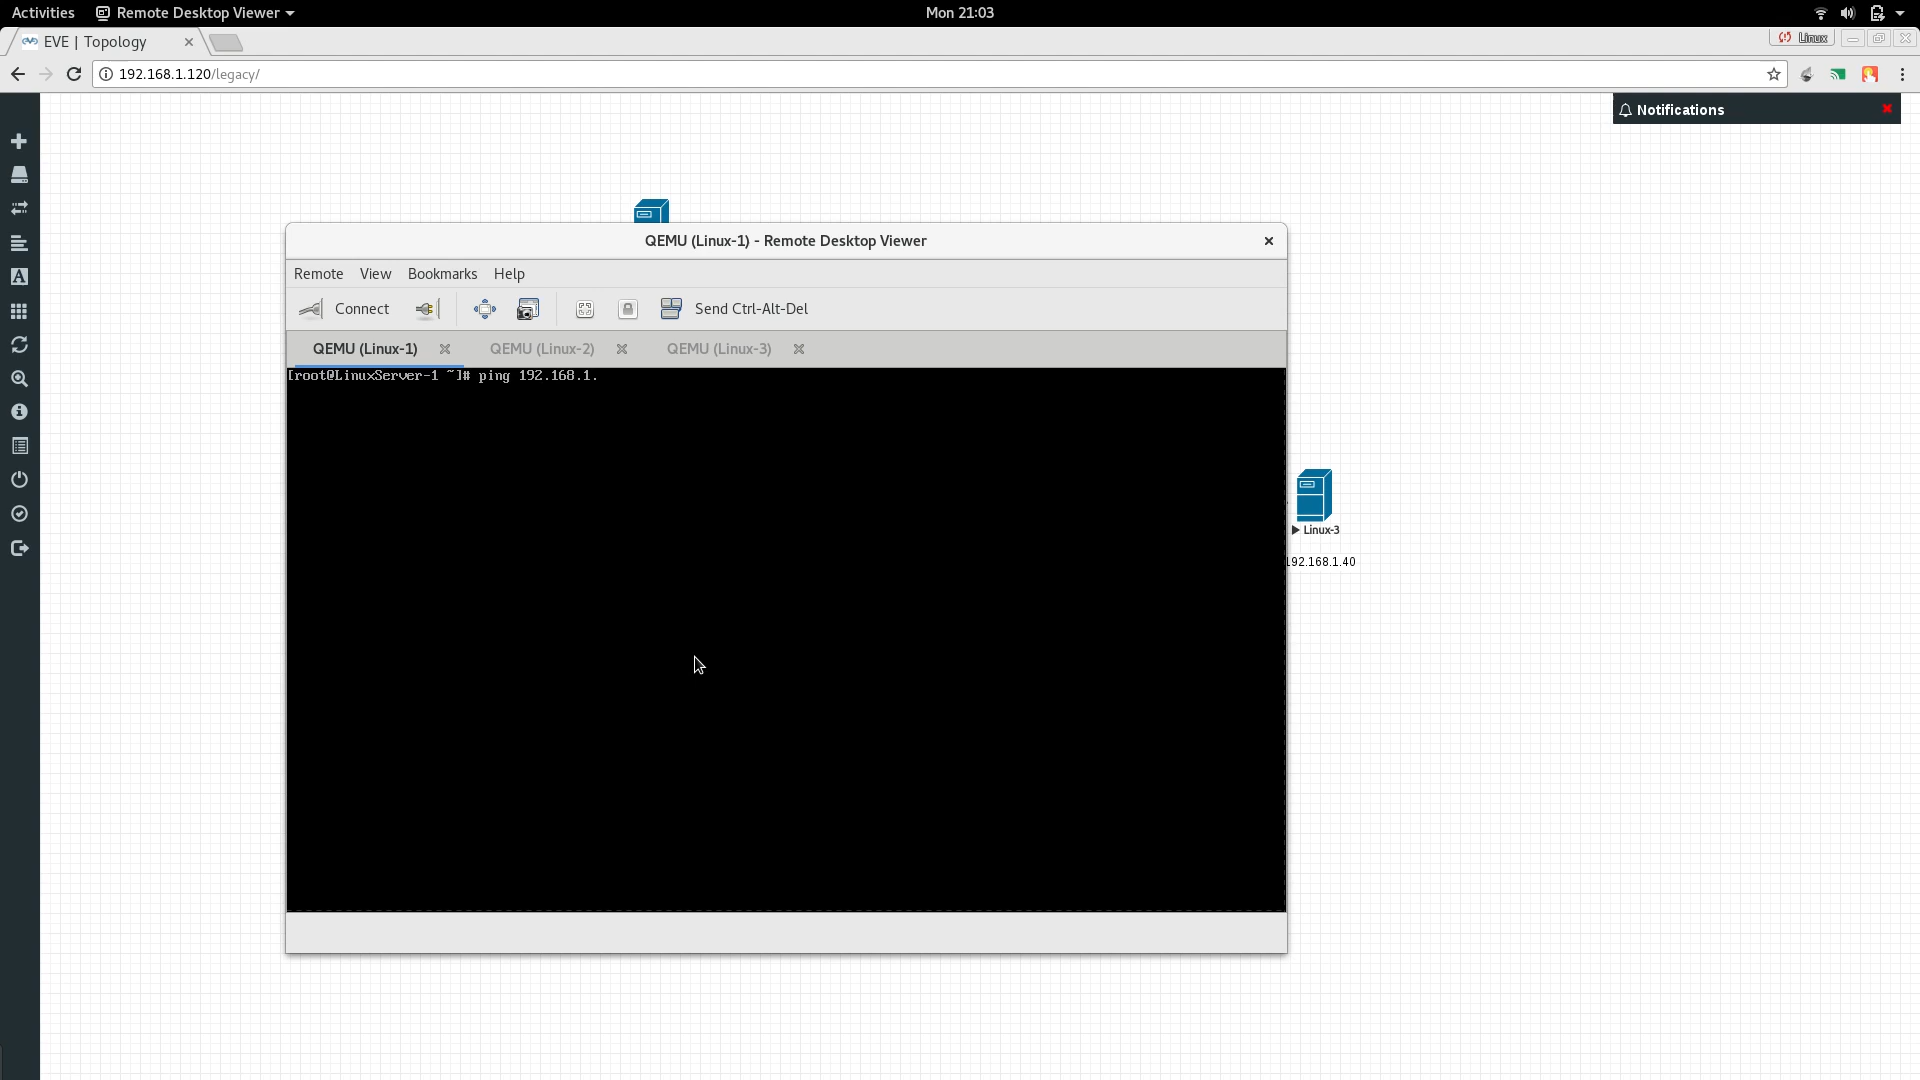 Activities Remote Desktop Viewer Mon 21:03
EVE | Topology Linux
192.168.1.120/legacy/
Notifications
QEMU (Linux-1) - Remote Desktop Viewer
Remote View Bookmarks Help
Connect Send Ctrl-Alt-Del
QEMU (Linux-1) QEMU (Linux-2) QEMU (Linux-3)
[root@LinuxServer-1 ~]# ping 192.168.1.
Linux-3
192.168.1.40